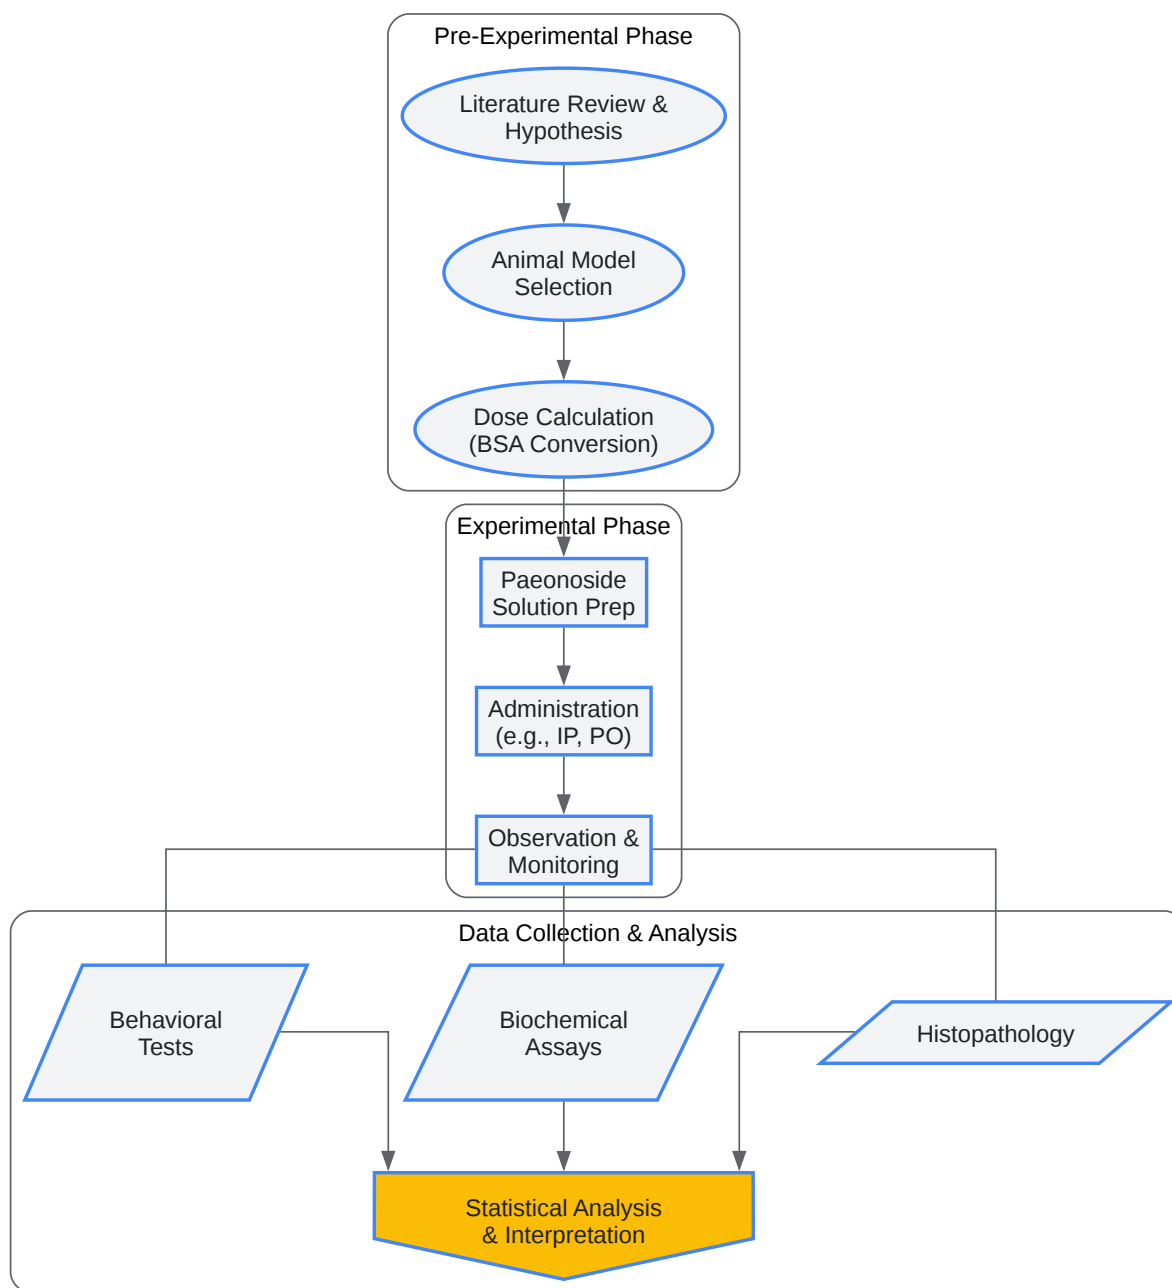 Pre-Experimental Phase
Literature Review &
Hypothesis
Animal Model
Selection
Dose Calculation
(BSA Conversion)
Experimental Phase
Paeonoside
Solution Prep
Administration
(e.g., IP, PO)
Observation &
Monitoring
Data Collection & Analysis
Behavioral
Tests
Biochemical
Assays
Histopathology
Statistical Analysis
& Interpretation